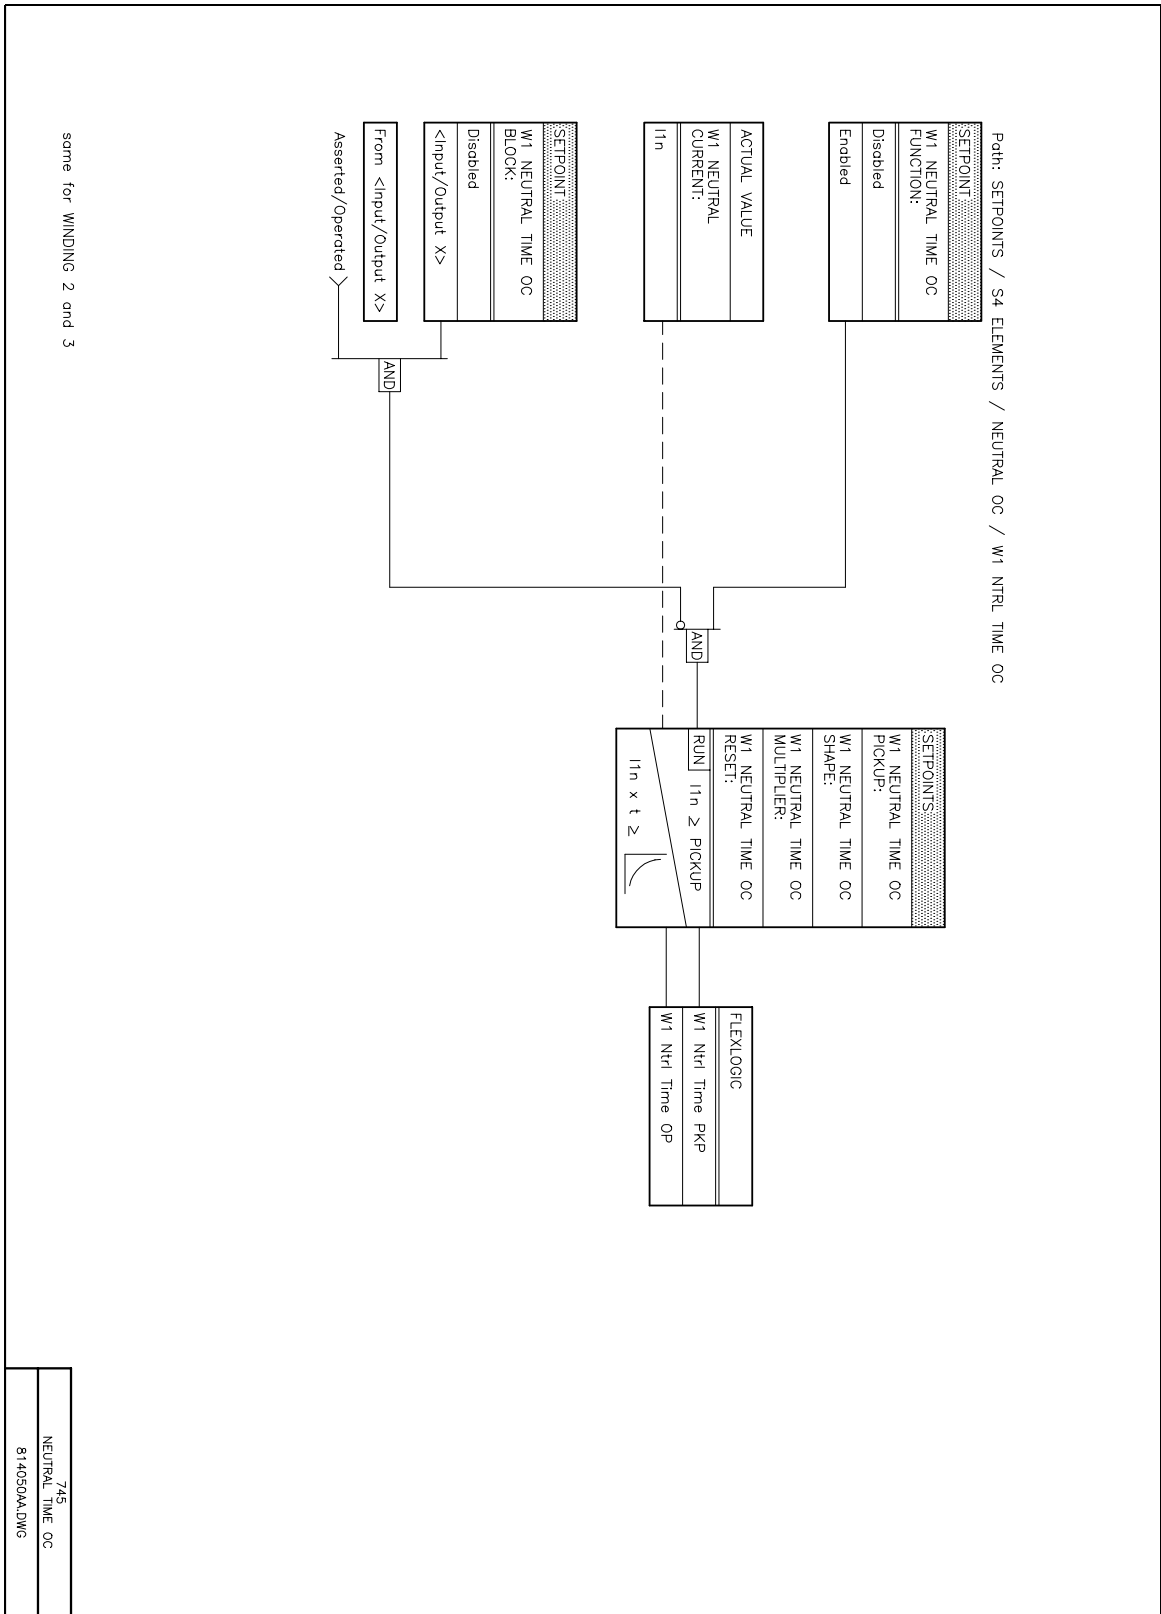 Path: SETPOINTS / S4 ELEMENTS / NEUTRAL OC / W1 NTRL TIME OC
SETPOINT
W1 NEUTRAL TIME OC
FUNCTION:
Disabled
Enabled
ACTUAL VALUE
W1 NEUTRAL
CURRENT:
I1n
SETPOINT
W1 NEUTRAL TIME OC
BLOCK:
Disabled
<Input/Output X>
From <Input/Output X>
Asserted/Operated
AND
AND
SETPOINTS
W1 NEUTRAL TIME OC
PICKUP:
W1 NEUTRAL TIME OC
SHAPE:
W1 NEUTRAL TIME OC
MULTIPLIER:
W1 NEUTRAL TIME OC
RESET:
RUN I1n ≥ PICKUP
I1n x t ≥
FLEXLOGIC
W1 Ntrl Time PKP
W1 Ntrl Time OP
same for WINDING 2 and 3
745
NEUTRAL TIME OC
814050AA.DWG